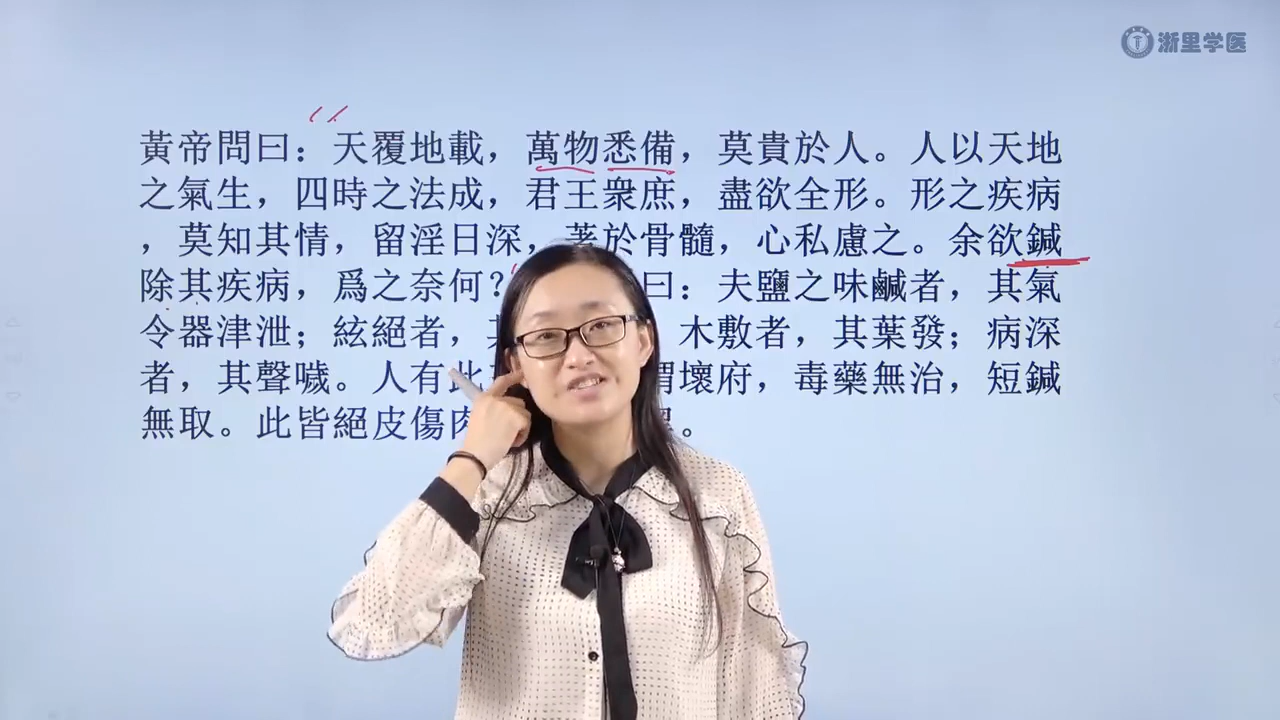 浙里学医
黃帝問曰：天覆地載，萬物悉備，莫貴於人。人以天地
之氣生，四時之法成，君王衆庶，盡欲全形。形之疾病
，莫知其情，留淫日深，著於骨髓，心私慮之。余欲鍼
除其疾病，爲之奈何？ 曰：夫鹽之味鹹者，其氣
令器津泄；絃絕者， 木敷者，其葉發；病深
者，其聲噦。人有此 壞府，毒藥無治，短鍼
無取。此皆絕皮傷肉 。